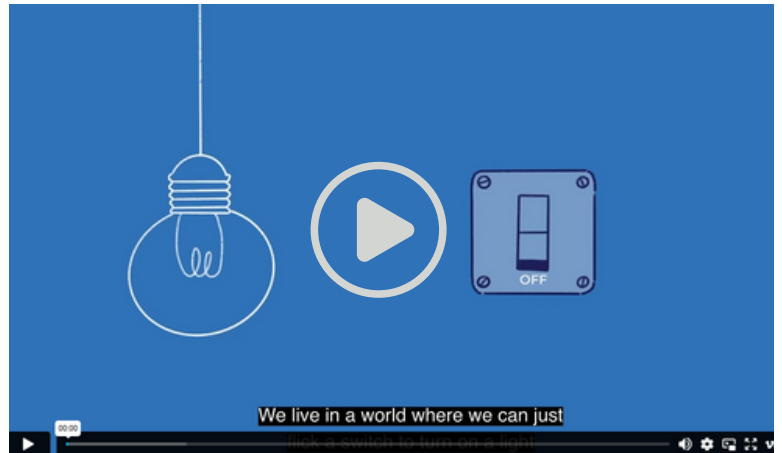 OFF
We live in a world where we can just
flick a switch to turn on a light
00:00